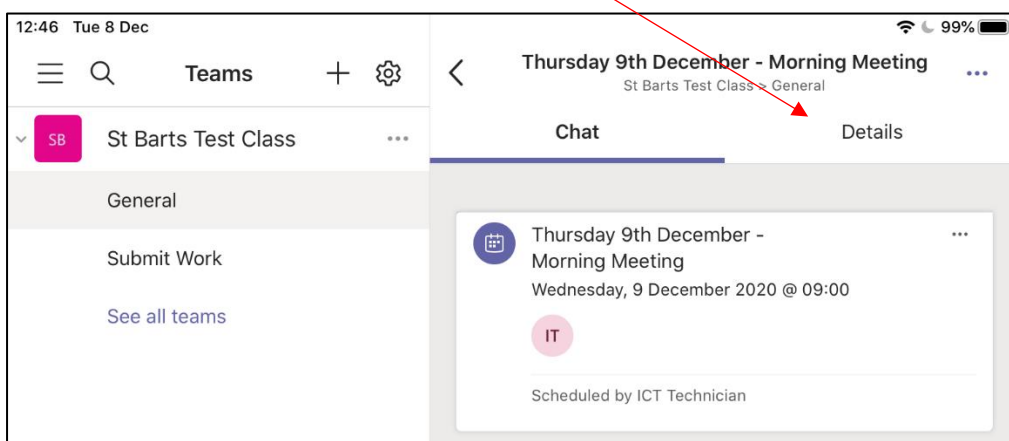 12:46 Tue 8 Dec
99%
Teams
SB
St Barts Test Class
General
Submit Work
See all teams
Thursday 9th December - Morning Meeting
St Barts Test Class > General
Chat
Details
Thursday 9th December -
Morning Meeting
Wednesday, 9 December 2020 @ 09:00
IT
Scheduled by ICT Technician